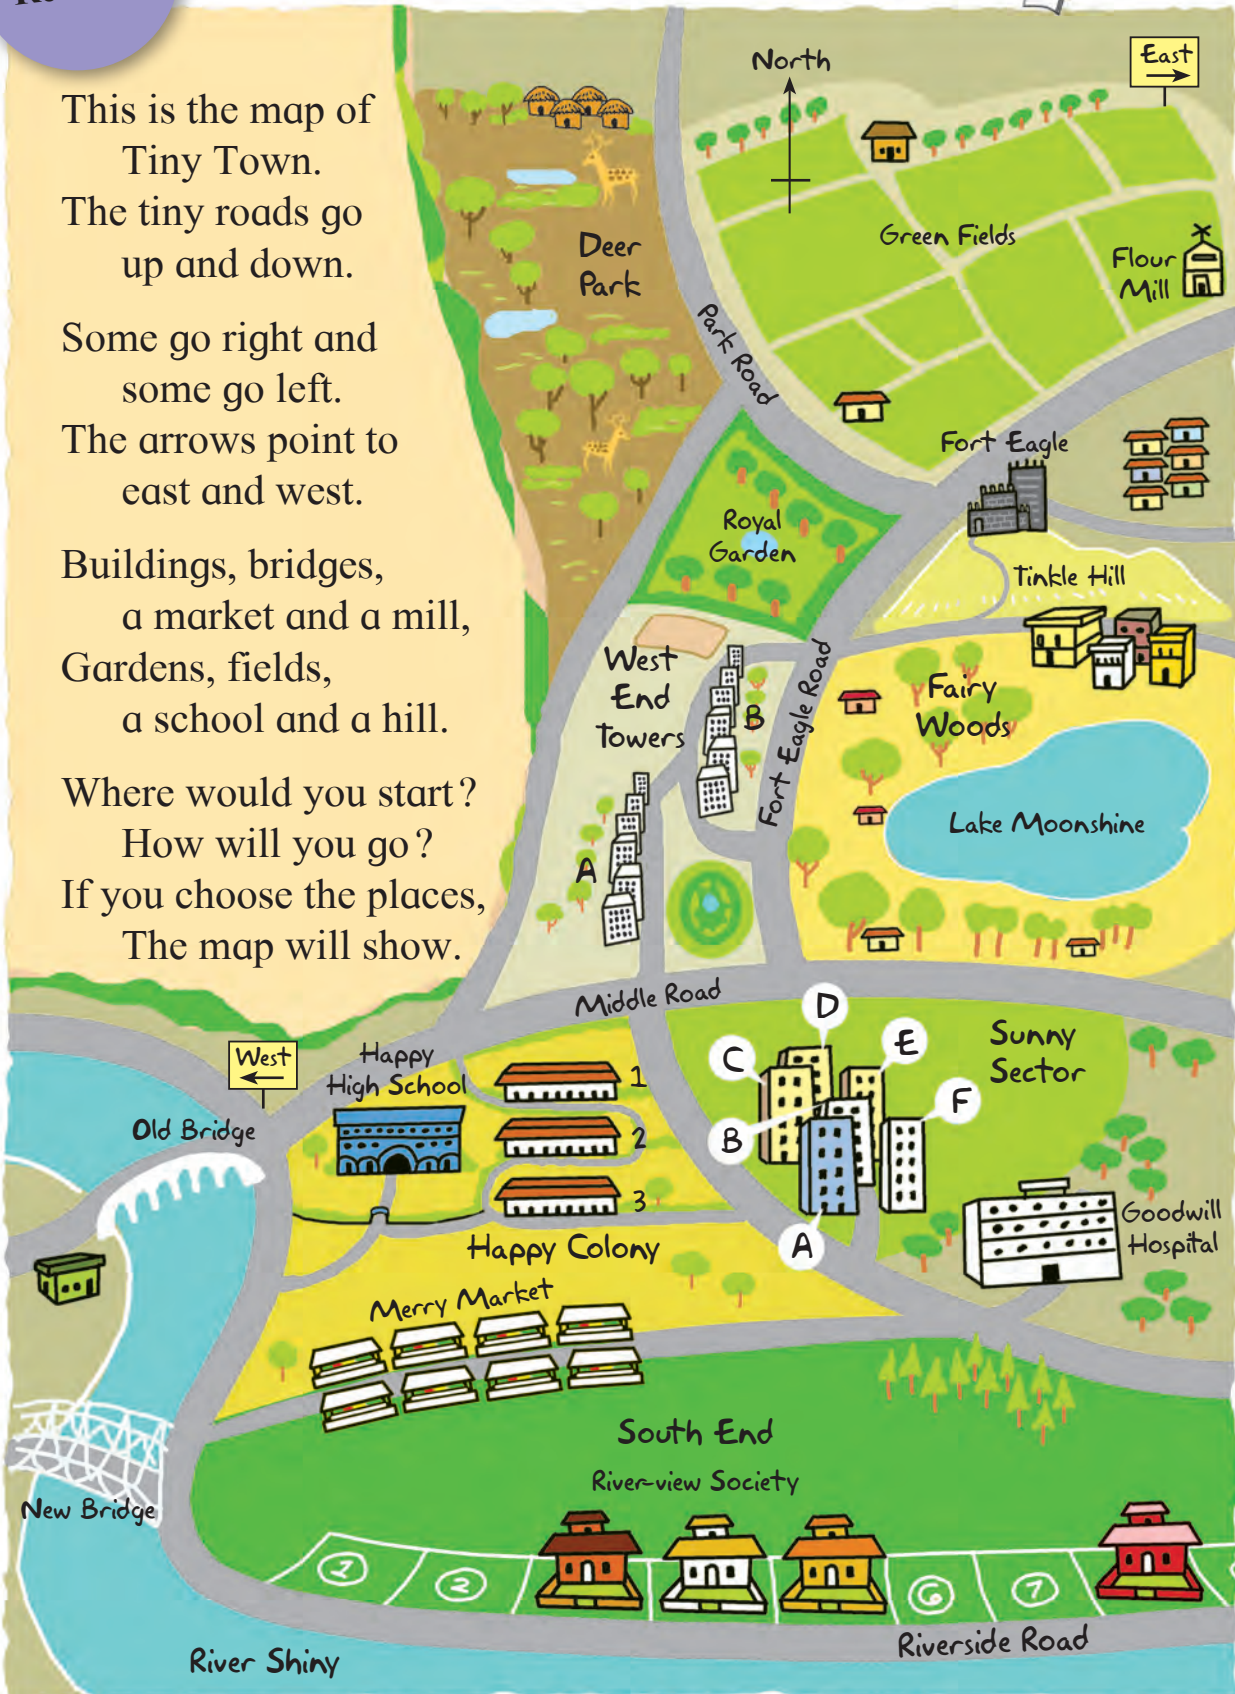 This is the map of
Tiny Town.
The tiny roads go
up and down.
Some go right and
some go left.
The arrows point to
east and west.
Buildings, bridges,
a market and a mill,
Gardens, fields,
a school and a hill.
Where would you start?
How will you go?
If you choose the places,
The map will show.
North
East
Deer
Park
Green Fields
Flour
Mill
Park Road
Fort Eagle
Royal
Garden
Tinkle Hill
West
End
Towers
B
A
Fort Eagle Road
Fairy
Woods
Lake Moonshine
Middle Road
West
Happy
High School
Old Bridge
1
2
3
Happy Colony
D
C
E
F
B
A
Sunny
Sector
Goodwill
Hospital
Merry Market
South End
River-view Society
New Bridge
1
2
6
7
Riverside Road
River Shiny